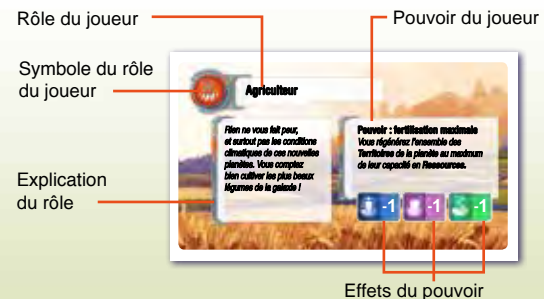 Rôle du joueur
Pouvoir du joueur
Symbole du rôle
du joueur
Agriculteur
Rien ne vous fait peur,
et surtout pas les conditions
climatiques de ces nouvelles
planètes. Vous comptez
bien cultiver les plus beaux
légumes de la galaxie !
Pouvoir : fertilisation maximale
Vous régénérez l'ensemble des
Territoires de la planète au maximum
de leur capacité en Ressources.
Explication
du rôle
-1 -1 -1
Effets du pouvoir